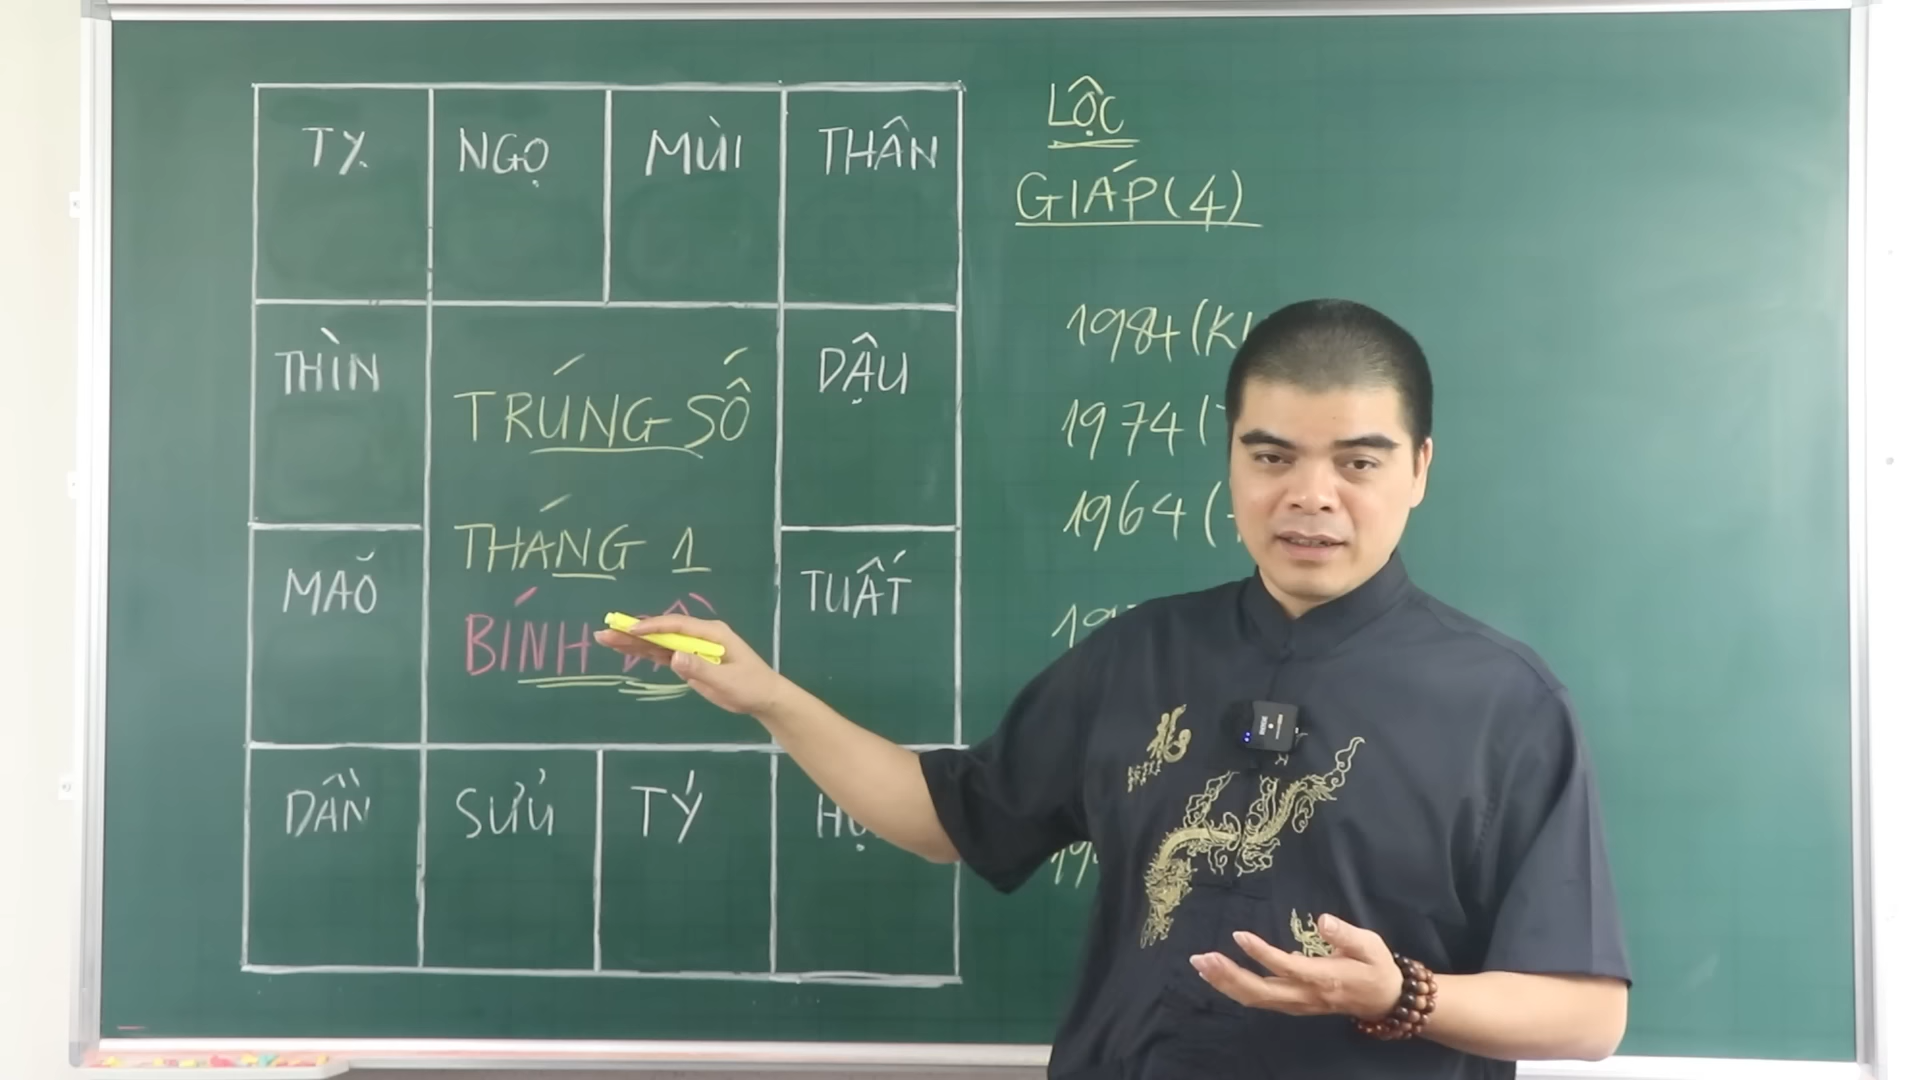 TỴ NGỌ MÙI THÂN
THÌN DẬU
TRÚNG SỐ
THÁNG 1
MÃO TUẤT
BÍNH
DẦN SỬU TÝ
LỘC
GIÁP (4)
1984 (
1974 (
1964 (
龍